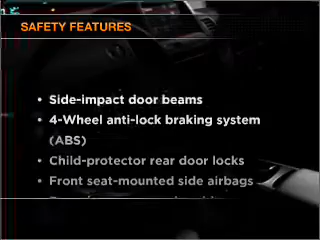 SAFETY FEATURES
• Side-impact door beams
• 4-Wheel anti-lock braking system
(ABS)
• Child-protector rear door locks
• Front seat-mounted side airbags